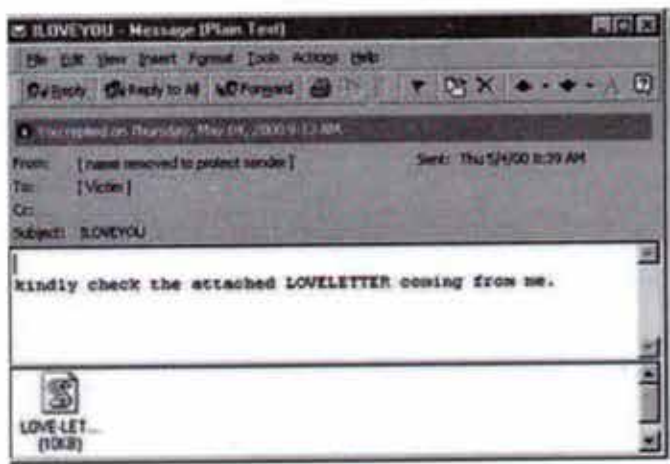 ILOVEYOU - Message (Plain Text)
File Edit View Insert Format Tools Actions Help
Reply Reply to All Forward
You replied on Thursday, May 04, 2000 9:13 AM.
From: [name removed to protect sender] Sent: Thu 5/4/00 8:39 AM
To: [Victim]
Cc:
Subject: ILOVEYOU
kindly check the attached LOVELETTER coming from me.
LOVE-LET...
(10KB)